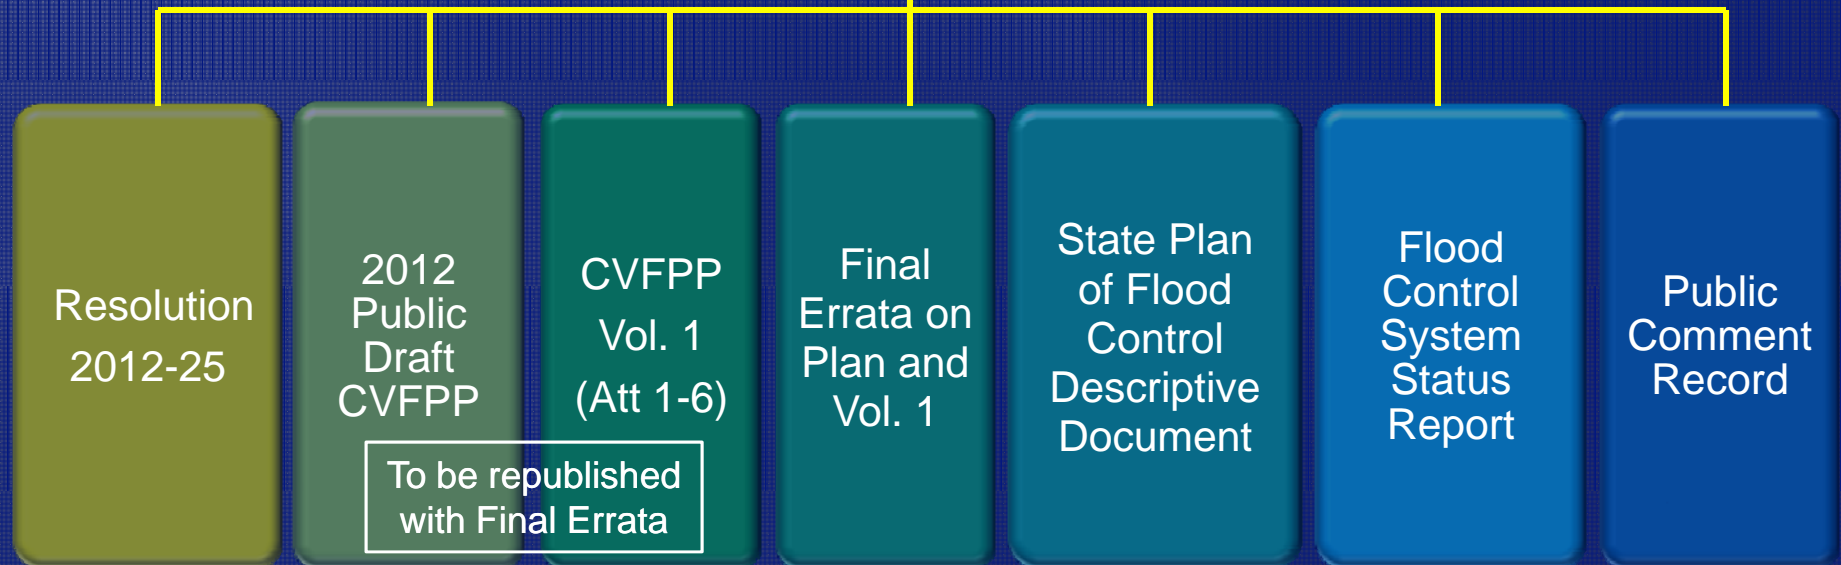 Resolution
2012-25
2012
Public
Draft
CVFPP
CVFPP
Vol. 1
(Att 1-6)
To be republished
with Final Errata
Final
Errata on
Plan and
Vol. 1
State Plan
of Flood
Control
Descriptive
Document
Flood
Control
System
Status
Report
Public
Comment
Record